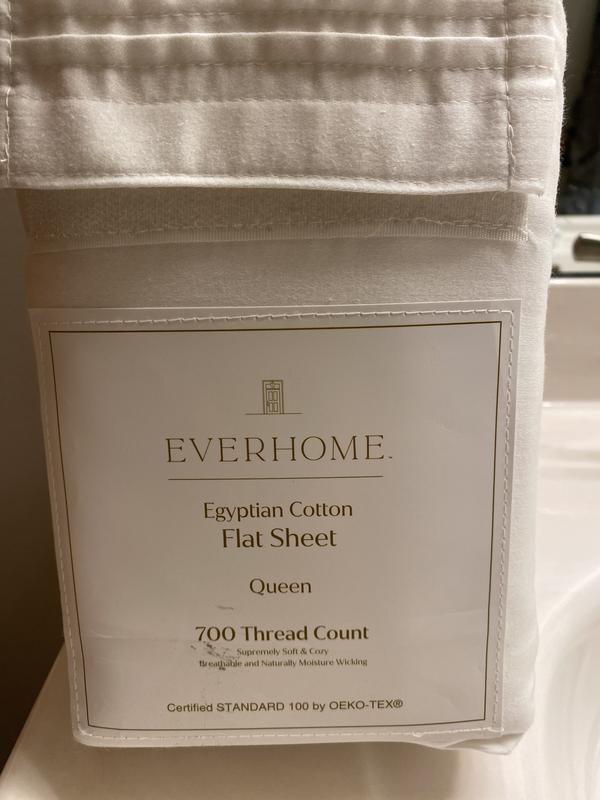 EVERHOME™
Egyptian Cotton
Flat Sheet
Queen
700 Thread Count
Supremely Soft & Cozy
Breathable and Naturally Moisture Wicking
Certified STANDARD 100 by OEKO-TEX®